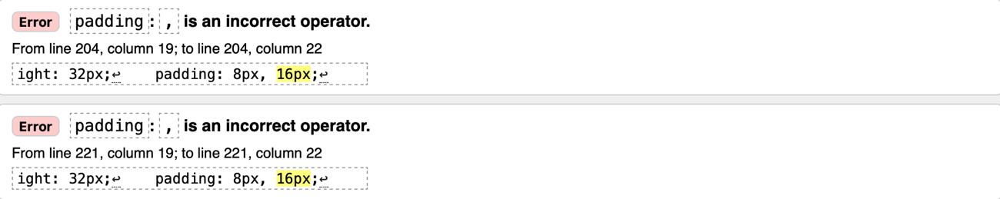 Error padding: , is an incorrect operator.
From line 204, column 19; to line 204, column 22
ight: 32px;↩ padding: 8px, 16px;↩
Error padding: , is an incorrect operator.
From line 221, column 19; to line 221, column 22
ight: 32px;↩ padding: 8px, 16px;↩